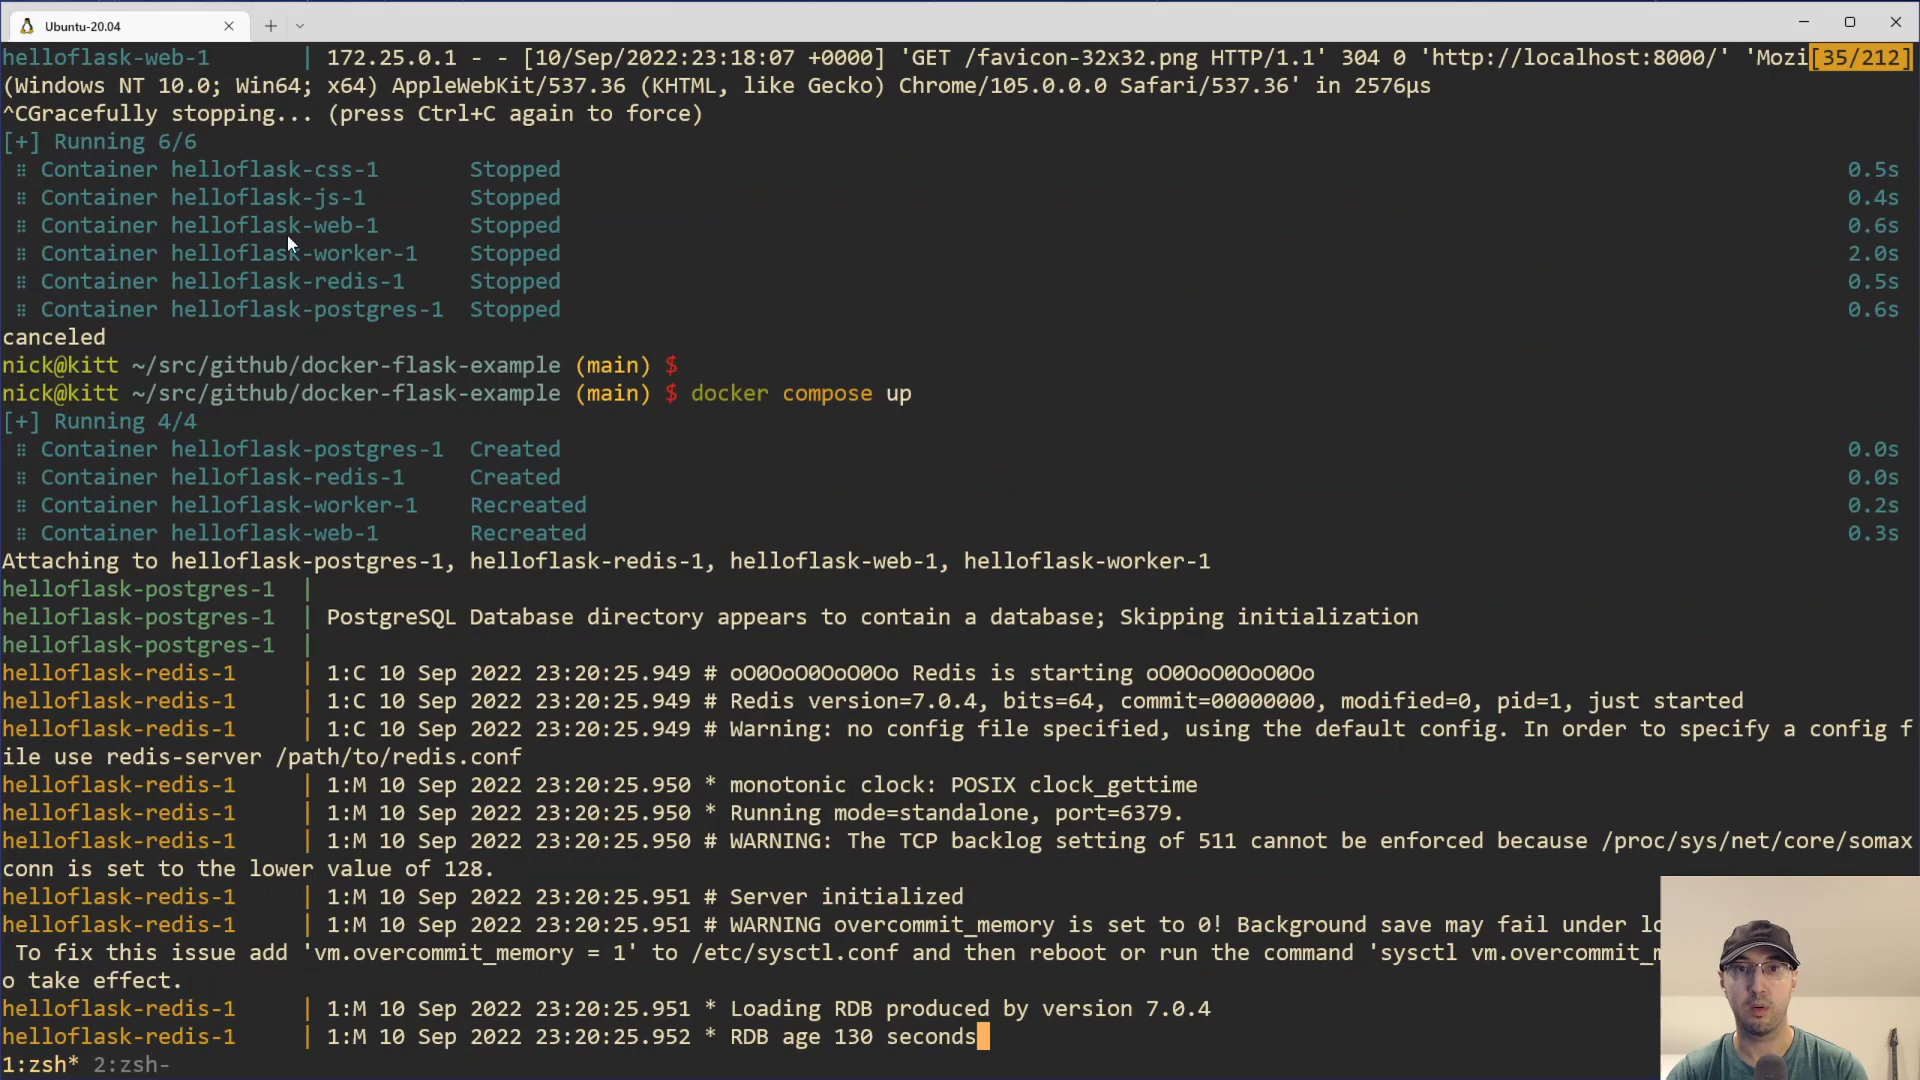 Ubuntu-20.04
helloflask-web-1 | 172.25.0.1 - - [10/Sep/2022:23:18:07 +0000] 'GET /favicon-32x32.png HTTP/1.1' 304 0 'http://localhost:8000/' 'Mozi[35/212]
(Windows NT 10.0; Win64; x64) AppleWebKit/537.36 (KHTML, like Gecko) Chrome/105.0.0.0 Safari/537.36' in 2576µs
^CGracefully stopping... (press Ctrl+C again to force)
[+] Running 6/6
⠿ Container helloflask-css-1 Stopped 0.5s
⠿ Container helloflask-js-1 Stopped 0.4s
⠿ Container helloflask-web-1 Stopped 0.6s
⠿ Container helloflask-worker-1 Stopped 2.0s
⠿ Container helloflask-redis-1 Stopped 0.5s
⠿ Container helloflask-postgres-1 Stopped 0.6s
canceled
nick@kitt ~/src/github/docker-flask-example (main) $
nick@kitt ~/src/github/docker-flask-example (main) $ docker compose up
[+] Running 4/4
⠿ Container helloflask-postgres-1 Created 0.0s
⠿ Container helloflask-redis-1 Created 0.0s
⠿ Container helloflask-worker-1 Recreated 0.2s
⠿ Container helloflask-web-1 Recreated 0.3s
Attaching to helloflask-postgres-1, helloflask-redis-1, helloflask-web-1, helloflask-worker-1
helloflask-postgres-1 |
helloflask-postgres-1 | PostgreSQL Database directory appears to contain a database; Skipping initialization
helloflask-postgres-1 |
helloflask-redis-1 | 1:C 10 Sep 2022 23:20:25.949 # oO0OoO0OoO0Oo Redis is starting oO0OoO0OoO0Oo
helloflask-redis-1 | 1:C 10 Sep 2022 23:20:25.949 # Redis version=7.0.4, bits=64, commit=00000000, modified=0, pid=1, just started
helloflask-redis-1 | 1:C 10 Sep 2022 23:20:25.949 # Warning: no config file specified, using the default config. In order to specify a config f
ile use redis-server /path/to/redis.conf
helloflask-redis-1 | 1:M 10 Sep 2022 23:20:25.950 * monotonic clock: POSIX clock_gettime
helloflask-redis-1 | 1:M 10 Sep 2022 23:20:25.950 * Running mode=standalone, port=6379.
helloflask-redis-1 | 1:M 10 Sep 2022 23:20:25.950 # WARNING: The TCP backlog setting of 511 cannot be enforced because /proc/sys/net/core/somax
conn is set to the lower value of 128.
helloflask-redis-1 | 1:M 10 Sep 2022 23:20:25.951 # Server initialized
helloflask-redis-1 | 1:M 10 Sep 2022 23:20:25.951 # WARNING overcommit_memory is set to 0! Background save may fail under lo
To fix this issue add 'vm.overcommit_memory = 1' to /etc/sysctl.conf and then reboot or run the command 'sysctl vm.overcommit_m
o take effect.
helloflask-redis-1 | 1:M 10 Sep 2022 23:20:25.951 * Loading RDB produced by version 7.0.4
helloflask-redis-1 | 1:M 10 Sep 2022 23:20:25.952 * RDB age 130 seconds
1:zsh* 2:zsh-